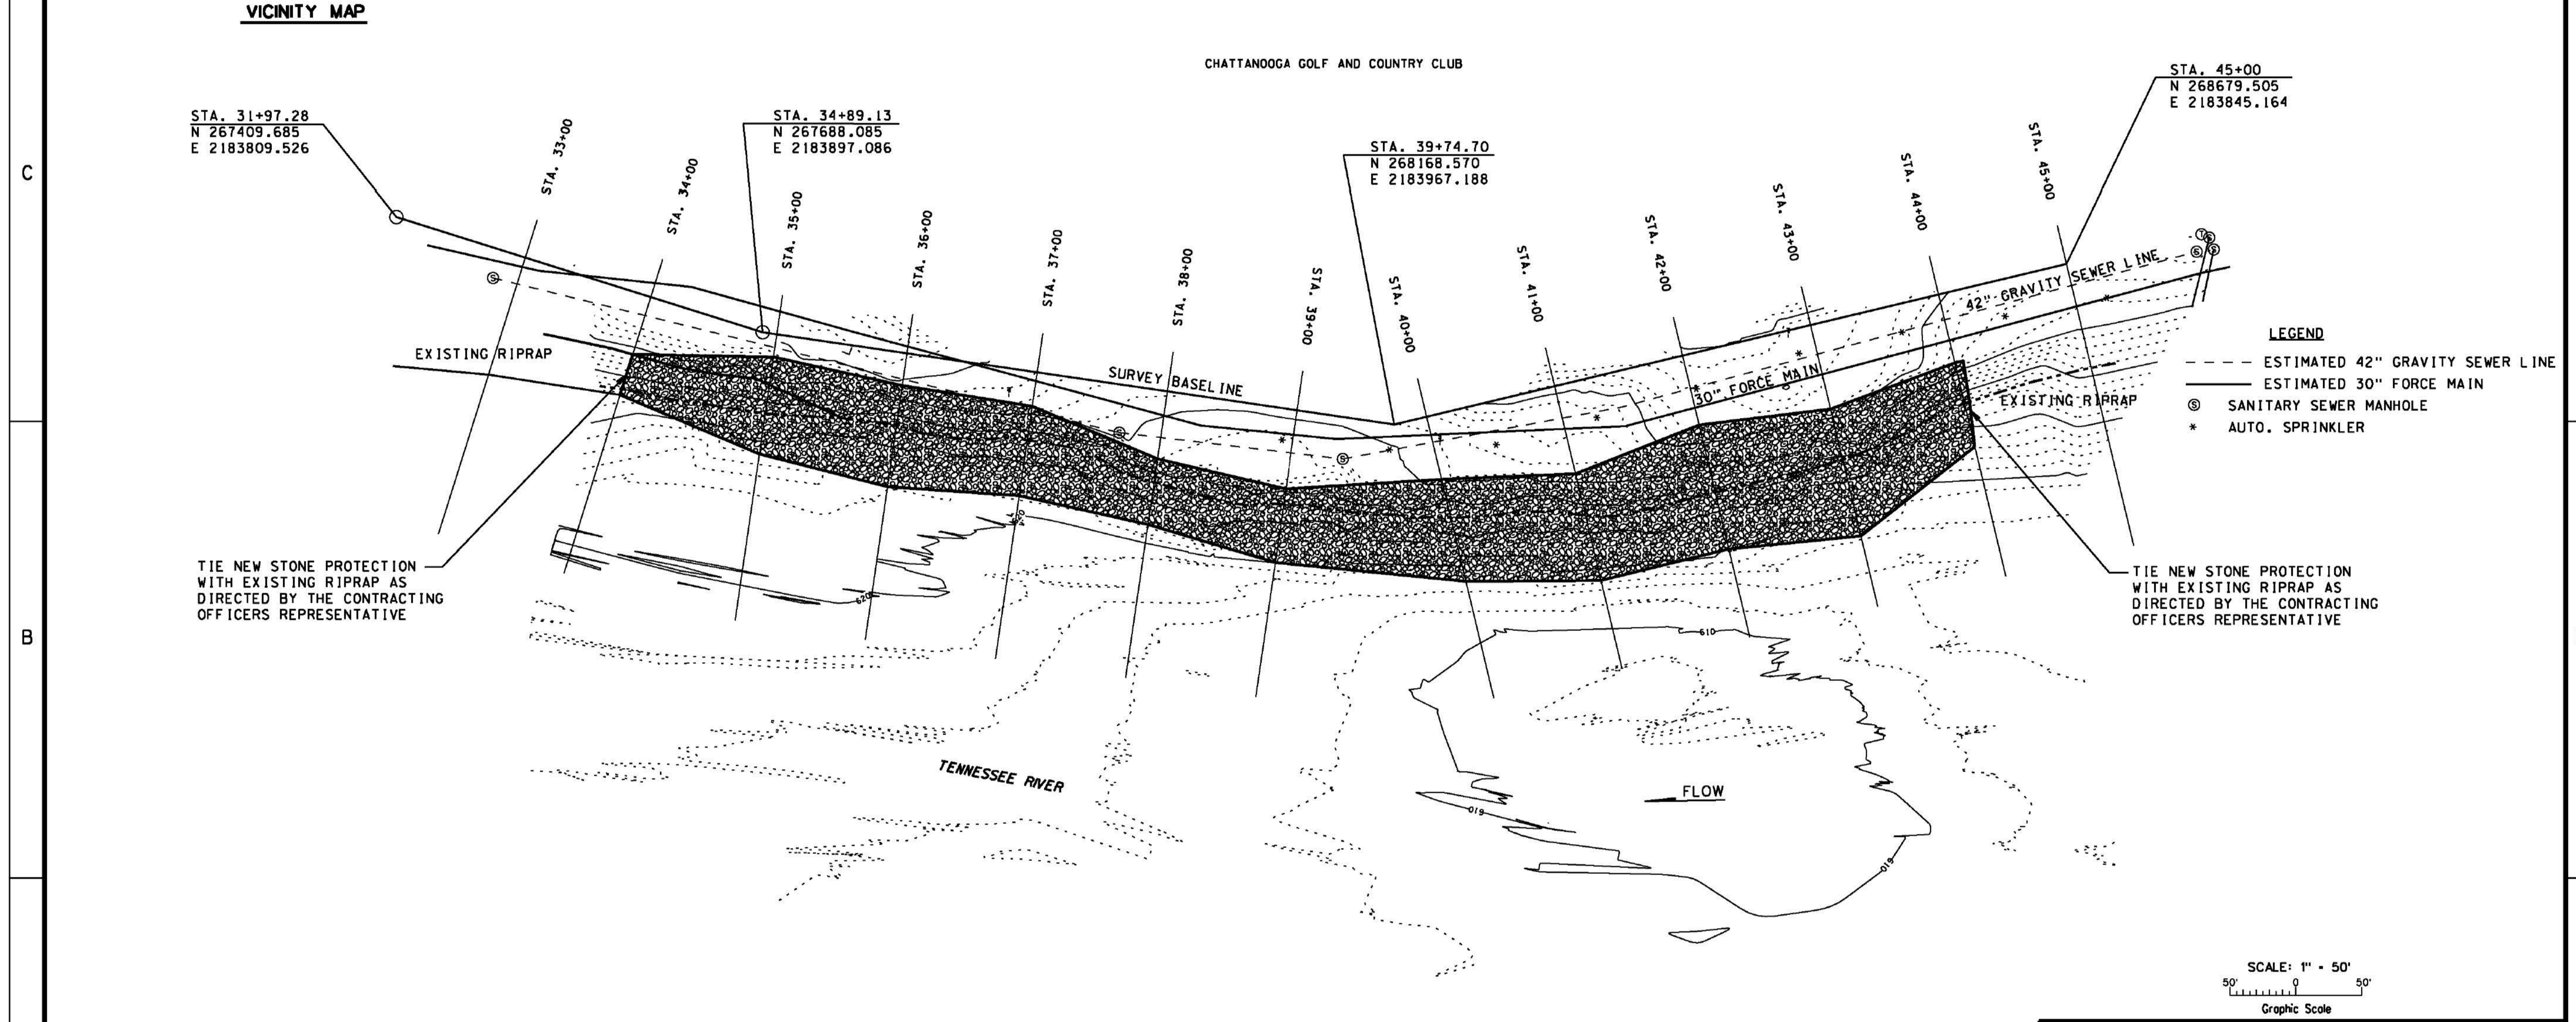 VICINITY MAP
CHATTANOOGA GOLF AND COUNTRY CLUB
C
B
STA. 31+97.28
N 267409.685
E 2183809.526
STA. 34+89.13
N 267688.085
E 2183897.086
STA. 39+74.70
N 268168.570
E 2183967.188
STA. 45+00
N 268679.505
E 2183845.164
STA. 33+00
STA. 34+00
STA. 35+00
STA. 36+00
STA. 37+00
STA. 38+00
STA. 39+00
STA. 40+00
STA. 41+00
STA. 42+00
STA. 43+00
STA. 44+00
STA. 45+00
EXISTING RIPRAP
SURVEY BASELINE
30" FORCE MAIN
42" GRAVITY SEWER LINE
EXISTING RIPRAP
LEGEND
ESTIMATED 42" GRAVITY SEWER LINE
ESTIMATED 30" FORCE MAIN
S SANITARY SEWER MANHOLE
* AUTO. SPRINKLER
TIE NEW STONE PROTECTION
WITH EXISTING RIPRAP AS
DIRECTED BY THE CONTRACTING
OFFICERS REPRESENTATIVE
TIE NEW STONE PROTECTION
WITH EXISTING RIPRAP AS
DIRECTED BY THE CONTRACTING
OFFICERS REPRESENTATIVE
620
620
610
610
610
TENNESSEE RIVER
FLOW
SCALE: 1" = 50'
50' 0 50'
Graphic Scale